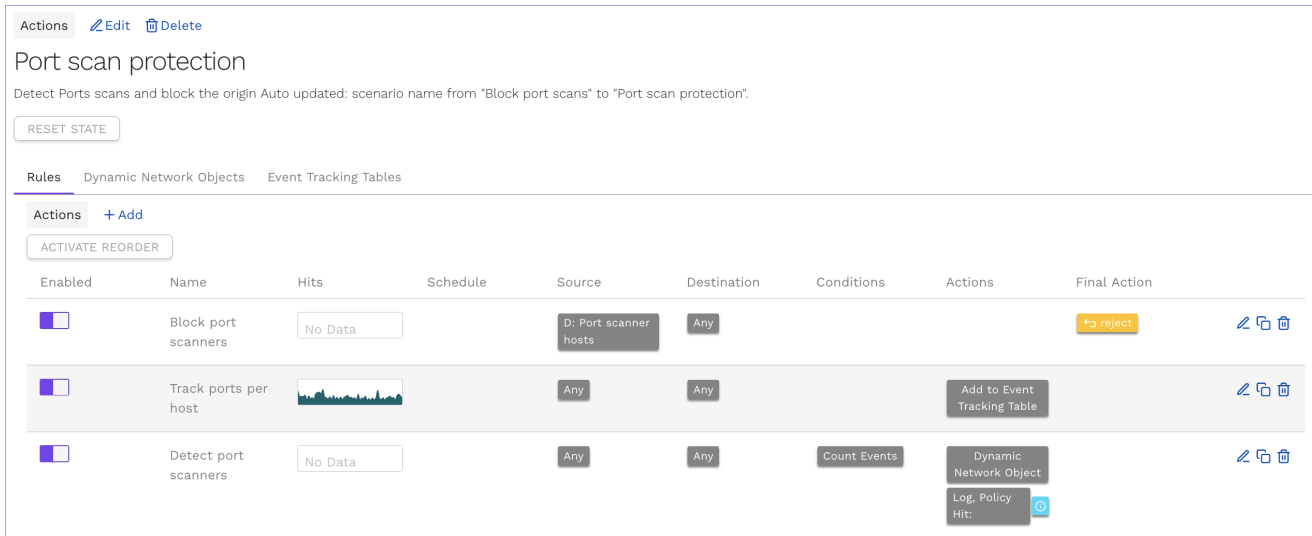 Actions Edit Delete
Port scan protection
Detect Ports scans and block the origin Auto updated: scenario name from "Block port scans" to "Port scan protection".
RESET STATE
Rules Dynamic Network Objects Event Tracking Tables
Actions + Add
ACTIVATE REORDER
Enabled Name Hits Schedule Source Destination Conditions Actions Final Action
Block port
scanners
No Data
D: Port scanner
hosts
Any
reject
Track ports per
host
Any
Any
Add to Event
Tracking Table
Detect port
scanners
No Data
Any
Any
Count Events
Dynamic
Network Object
Log, Policy
Hit: